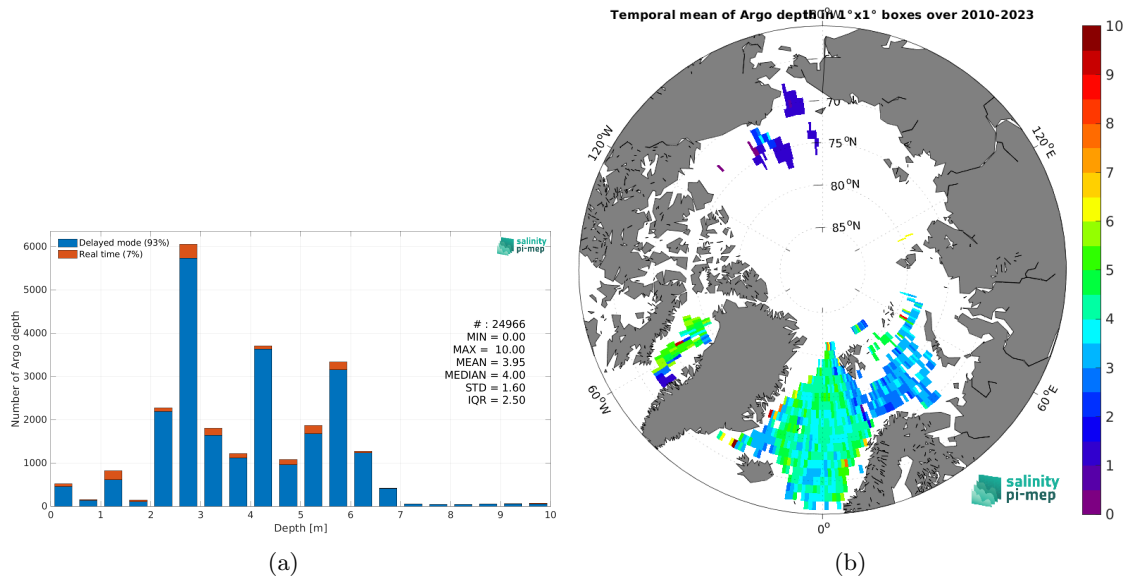 Temporal mean of Argo depth in 1°x1° boxes over 2010-2023
Delayed mode (93%)
Real time (7%)
salinity
pi-mep
# : 24966
MIN = 0.00
MAX = 10.00
MEAN = 3.95
MEDIAN = 4.00
STD = 1.60
IQR = 2.50
Number of Argo depth
6000
5000
4000
3000
2000
1000
0
0 1 2 3 4 5 6 7 8 9 10
Depth [m]
(a)
180°W
120°W
120°E
60°W
60°E
0°
70
75°N
80°N
85°N
salinity
pi-mep
10
9
8
7
6
5
4
3
2
1
0
(b)